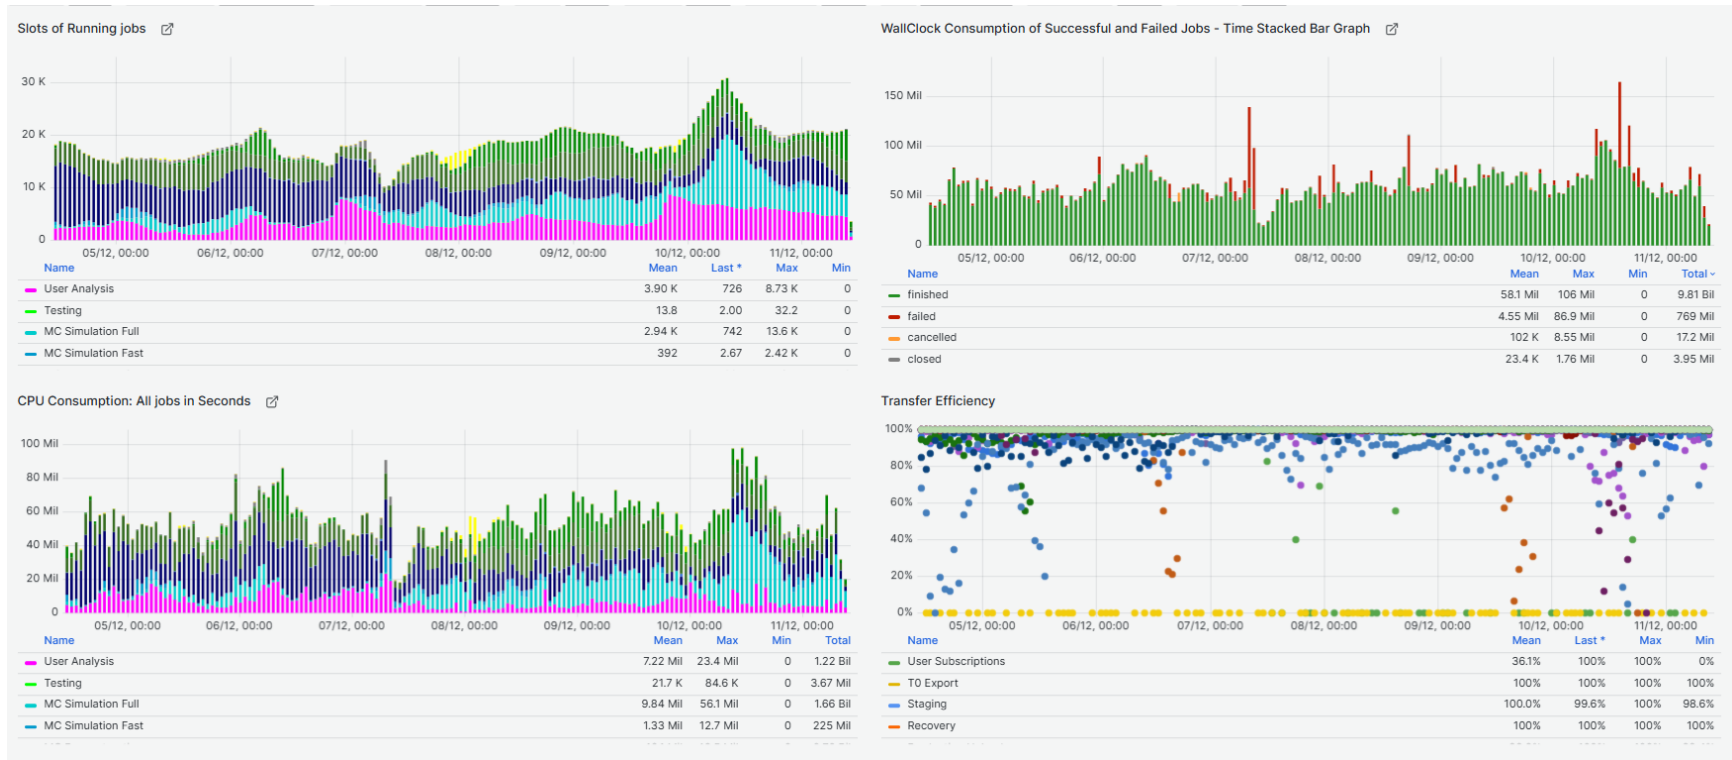 Slots of Running jobs
30 K
20 K
10 K
0
05/12, 00:00 06/12, 00:00 07/12, 00:00 08/12, 00:00 09/12, 00:00 10/12, 00:00 11/12, 00:00
Name Mean Last * Max Min
User Analysis 3.90 K 726 8.73 K 0
Testing 13.8 2.00 32.2 0
MC Simulation Full 2.94 K 742 13.6 K 0
MC Simulation Fast 392 2.67 2.42 K 0
WallClock Consumption of Successful and Failed Jobs - Time Stacked Bar Graph
150 Mil
100 Mil
50 Mil
0
05/12, 00:00 06/12, 00:00 07/12, 00:00 08/12, 00:00 09/12, 00:00 10/12, 00:00 11/12, 00:00
Name Mean Max Min Total
finished 58.1 Mil 106 Mil 0 9.81 Bil
failed 4.55 Mil 86.9 Mil 0 769 Mil
cancelled 102 K 8.55 Mil 0 17.2 Mil
closed 23.4 K 1.76 Mil 0 3.95 Mil
CPU Consumption: All jobs in Seconds
100 Mil
80 Mil
60 Mil
40 Mil
20 Mil
0
05/12, 00:00 06/12, 00:00 07/12, 00:00 08/12, 00:00 09/12, 00:00 10/12, 00:00 11/12, 00:00
Name Mean Max Min Total
User Analysis 7.22 Mil 23.4 Mil 0 1.22 Bil
Testing 21.7 K 84.6 K 0 3.67 Mil
MC Simulation Full 9.84 Mil 56.1 Mil 0 1.66 Bil
MC Simulation Fast 1.33 Mil 12.7 Mil 0 225 Mil
Transfer Efficiency
100%
80%
60%
40%
20%
0%
05/12, 00:00 06/12, 00:00 07/12, 00:00 08/12, 00:00 09/12, 00:00 10/12, 00:00 11/12, 00:00
Name Mean Last * Max Min
User Subscriptions 36.1% 100% 100% 0%
T0 Export 100% 100% 100% 100%
Staging 100.0% 99.6% 100% 98.6%
Recovery 100% 100% 100% 100%